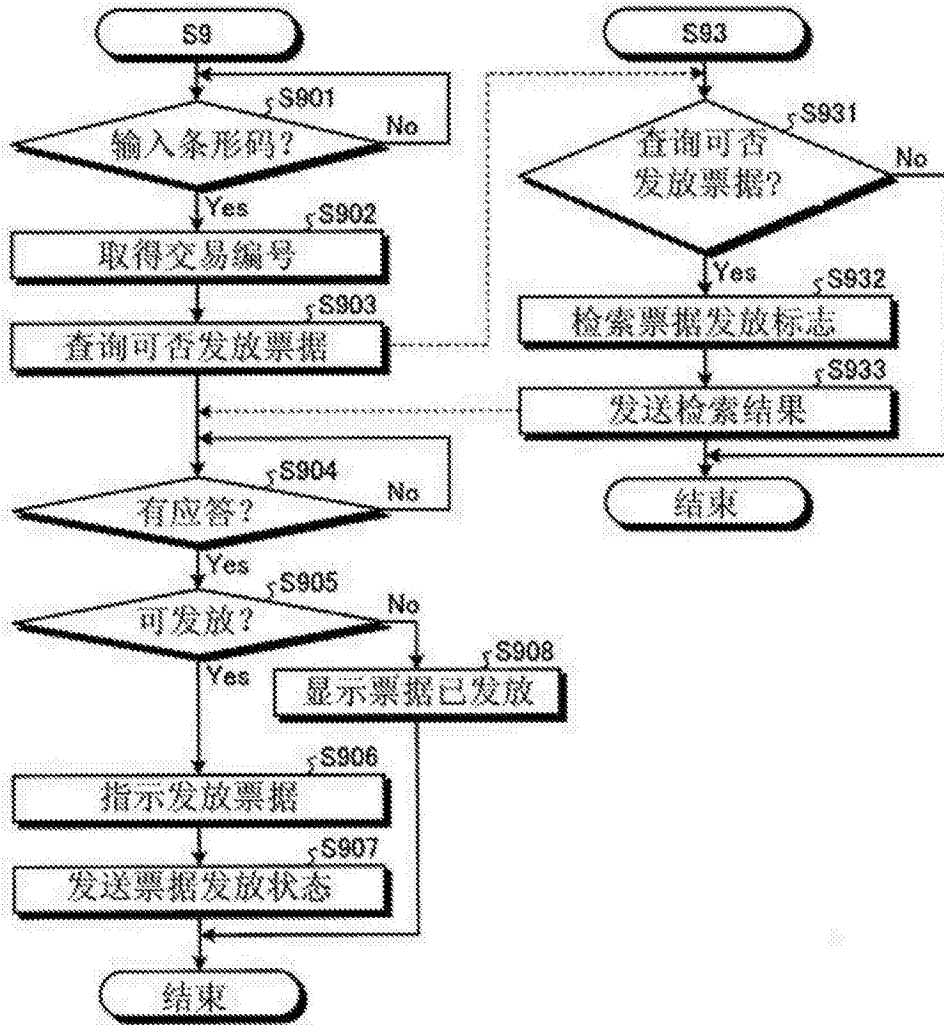 S9
S901
输入条形码?
No
Yes
S902
取得交易编号
S903
查询可否发放票据
S904
有应答?
No
Yes
S905
可发放?
No
Yes
S908
显示票据已发放
S906
指示发放票据
S907
发送票据发放状态
结束
S93
S931
查询可否
发放票据?
No
Yes
S932
检索票据发放标志
S933
发送检索结果
结束